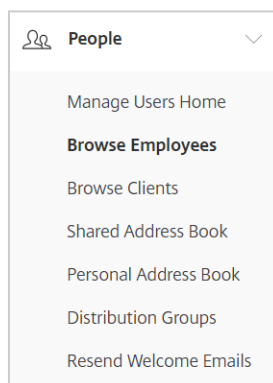 People
Manage Users Home
Browse Employees
Browse Clients
Shared Address Book
Personal Address Book
Distribution Groups
Resend Welcome Emails